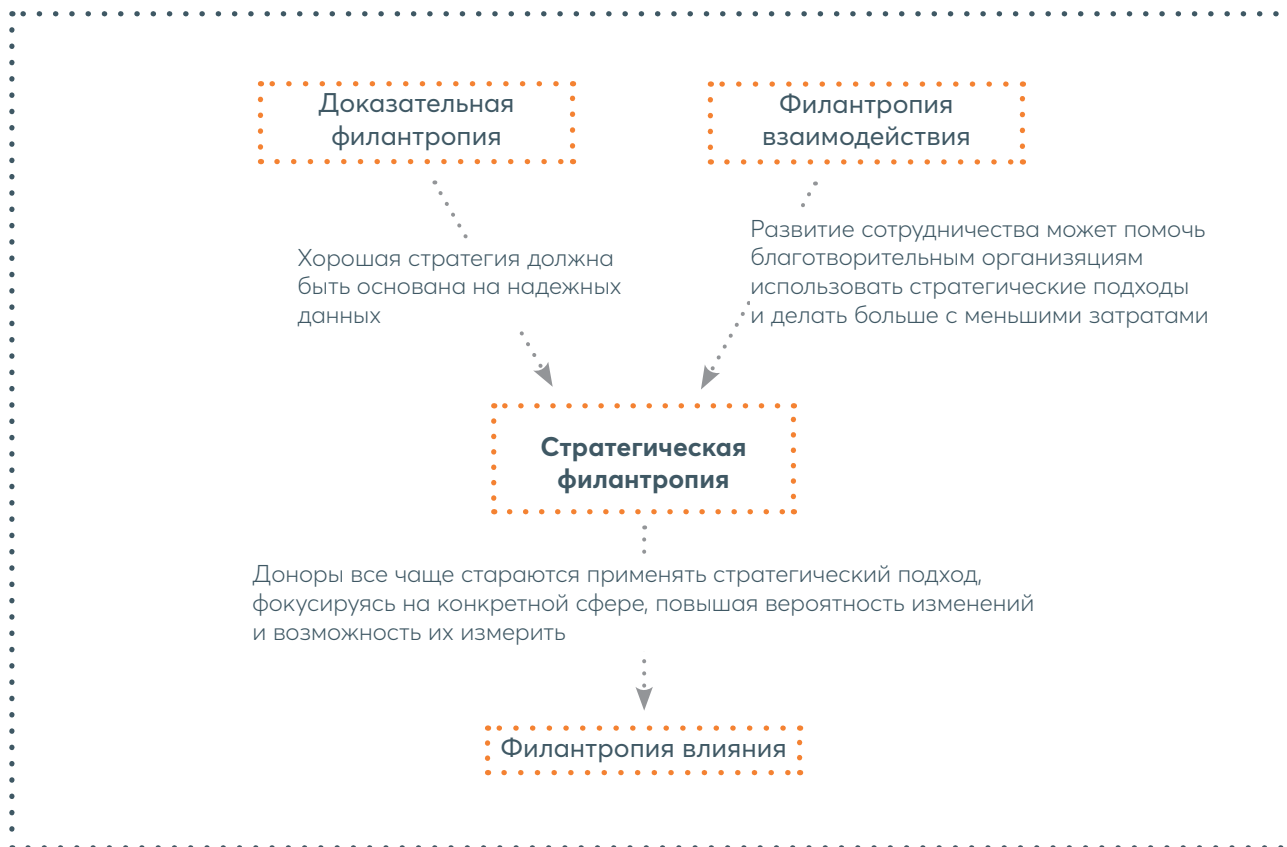 Доказательная
филантропия
Филантропия
взаимодействия
Хорошая стратегия должна
быть основана на надежных
данных
Развитие сотрудничества может помочь
благотворительным организяциям
использовать стратегические подходы
и делать больше с меньшими затратами
Стратегическая
филантропия
Доноры все чаще стараются применять стратегический подход,
фокусируясь на конкретной сфере, повышая вероятность изменений
и возможность их измерить
Филантропия влияния